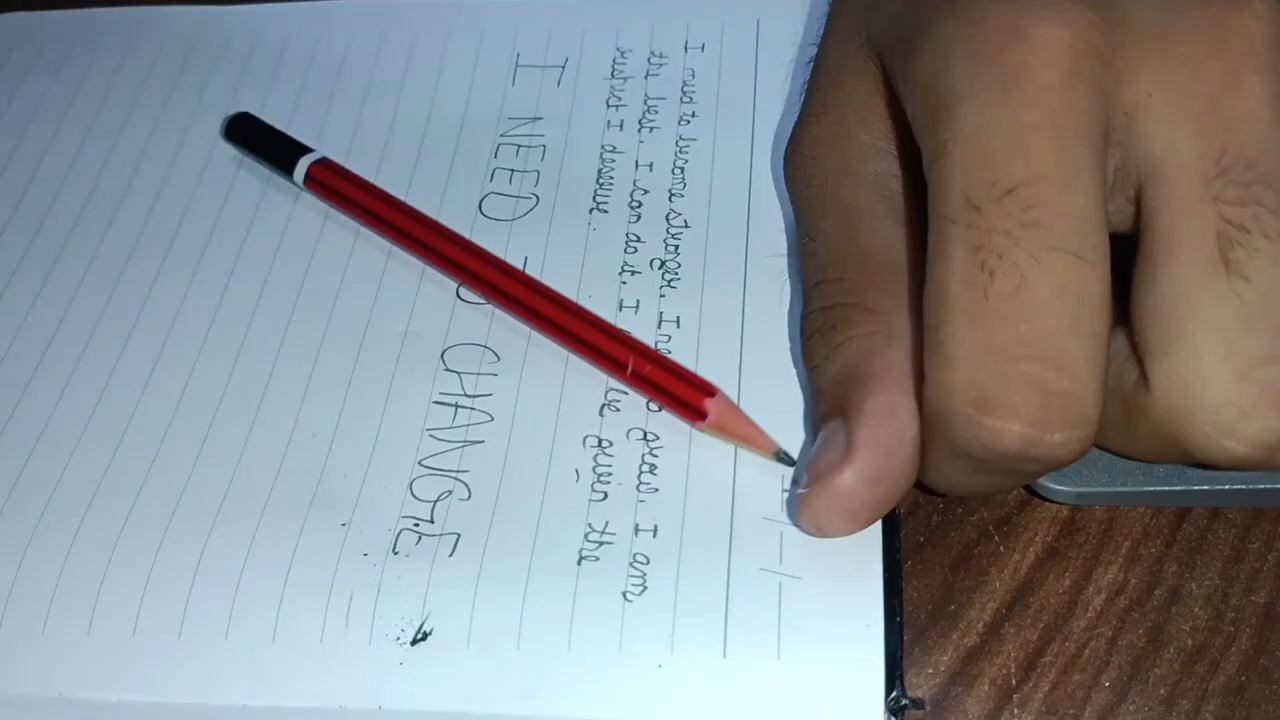 I need to become stronger. I grow. I am
the best. I can do it. I be given the
respect I deserve..
I NEED CHANGE